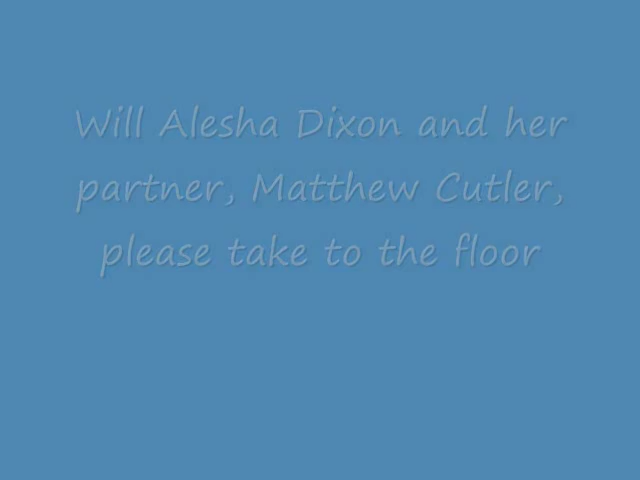 Will Alesha Dixon and her
partner, Matthew Cutler,
please take to the floor